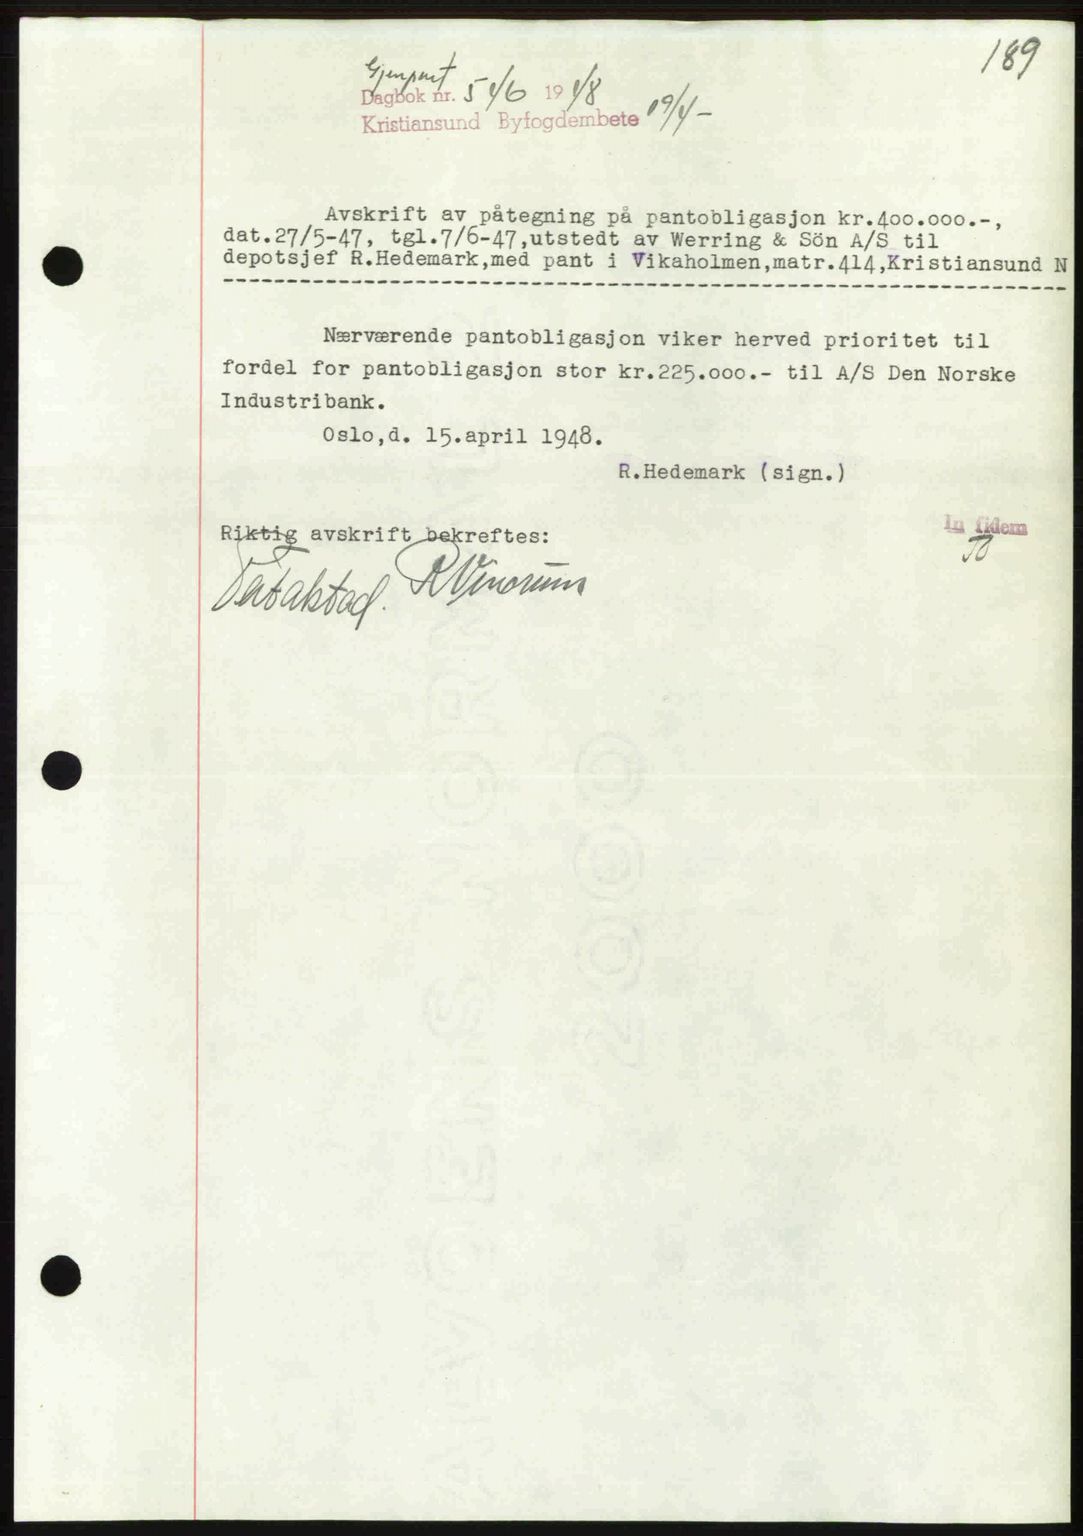 189
Gjenpart
Dagbok nr. 546 1948
Kristiansund Byfogdembete 19/4-
Avskrift av påtegning på pantobligasjon kr.400.000.-,
dat.27/5-47, tgl.7/6-47,utstedt av Werring & Sön A/S til
depotsjef R.Hedemark,med pant i Vikaholmen,matr.414,Kristiansund N
Nærværende pantobligasjon viker herved prioritet til
fordel for pantobligasjon stor kr.225.000.- til A/S Den Norske
Industribank.
Oslo,d. 15.april 1948.
R.Hedemark (sign.)
Riktig avskrift bekreftes:
In fidem